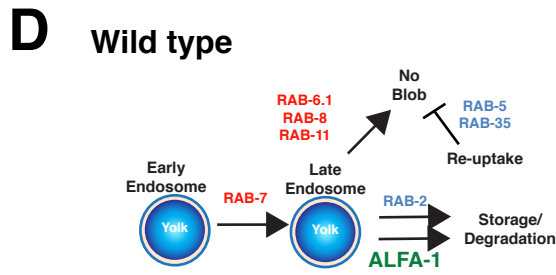 D Wild type
No
Blob
RAB-6.1
RAB-8
RAB-11
RAB-5
RAB-35
Re-uptake
Early
Endosome
Late
Endosome
RAB-7
RAB-2
Yolk
Yolk
Storage/
Degradation
ALFA-1